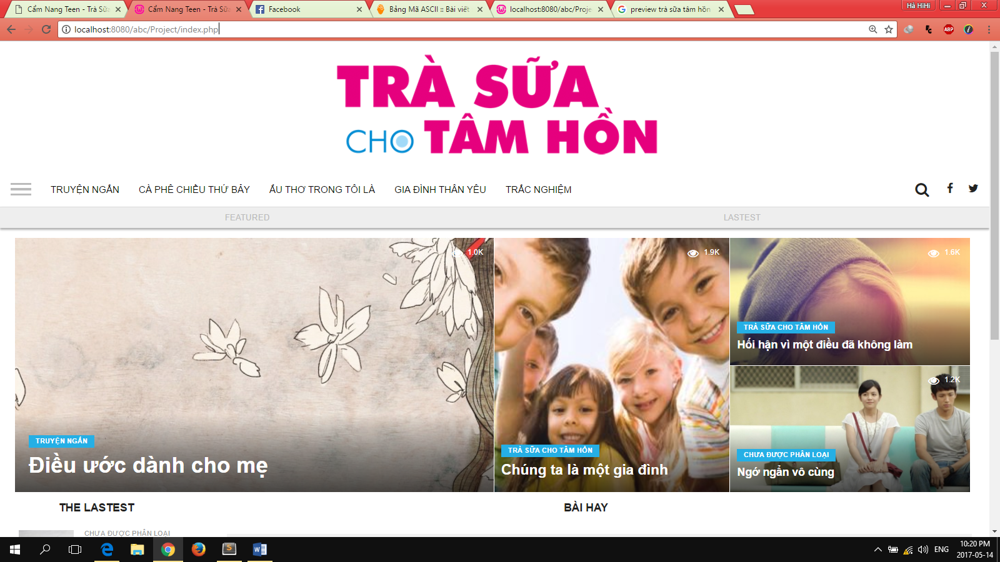 Cẩm Nang Teen - Trà Sữa
Cẩm Nang Teen - Trà Sữa
Facebook
Bảng Mã ASCII :: Bài viết
localhost:8080/abc/Proje
preview trà sữa tâm hồn
Hà HiHi
localhost:8080/abc/Project/index.php
ABP
TRÀ SỮA
CHO TÂM HỒN
TRUYỆN NGẮN
CÀ PHÊ CHIỀU THỨ BẢY
ẤU THƠ TRONG TÔI LÀ
GIA ĐÌNH THÂN YÊU
TRẮC NGHIỆM
FEATURED
LASTEST
1.0K
1.9K
1.6K
TRÀ SỮA CHO TÂM HỒN
Hối hận vì một điều đã không làm
1.2K
TRUYỆN NGẮN
Điều ước dành cho mẹ
TRÀ SỮA CHO TÂM HỒN
Chúng ta là một gia đình
CHƯA ĐƯỢC PHÂN LOẠI
Ngớ ngẩn vô cùng
THE LASTEST
BÀI HAY
CHƯA ĐƯỢC PHÂN LOẠI
ENG
10:20 PM
2017-05-14